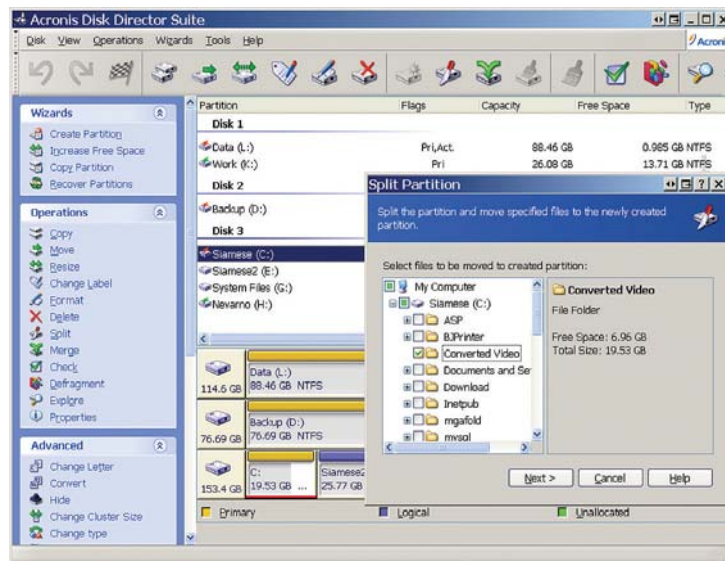 Acronis Disk Director Suite
Disk View Operations Wizards Tools Help
Acroni
Wizards
Create Partition
Increase Free Space
Copy Partition
Recover Partitions
Operations
Copy
Move
Resize
Change Label
Format
Delete
Split
Merge
Check
Defragment
Explore
Properties
Advanced
Change Letter
Convert
Hide
Change Cluster Size
Change type
Partition Flags Capacity Free Space Type
Disk 1
Data (L:) Pri,Act. 88.46 GB 0.985 GB NTFS
Work (K:) Pri 26.08 GB 13.71 GB NTFS
Disk 2
Backup (D:)
Disk 3
Siamese (C:)
Siamese2 (E:)
System Files (G:)
Nevarno (H:)
114.6 GB
Data (L:)
88.46 GB NTFS
76.69 GB
Backup (D:)
76.69 GB NTFS
153.4 GB
C:
19.53 GB ...
Siamese2
25.77 GB
Primary Logical Unallocated
Split Partition
Split the partition and move specified files to the newly created
partition.
Select files to be moved to created partition:
My Computer
Siamese (C:)
ASP
BJPrinter
Converted Video
Documents and Se
Download
Inetpub
mgafold
mysql
Converted Video
File Folder
Free Space: 6.96 GB
Total Size: 19.53 GB
Next > Cancel Help